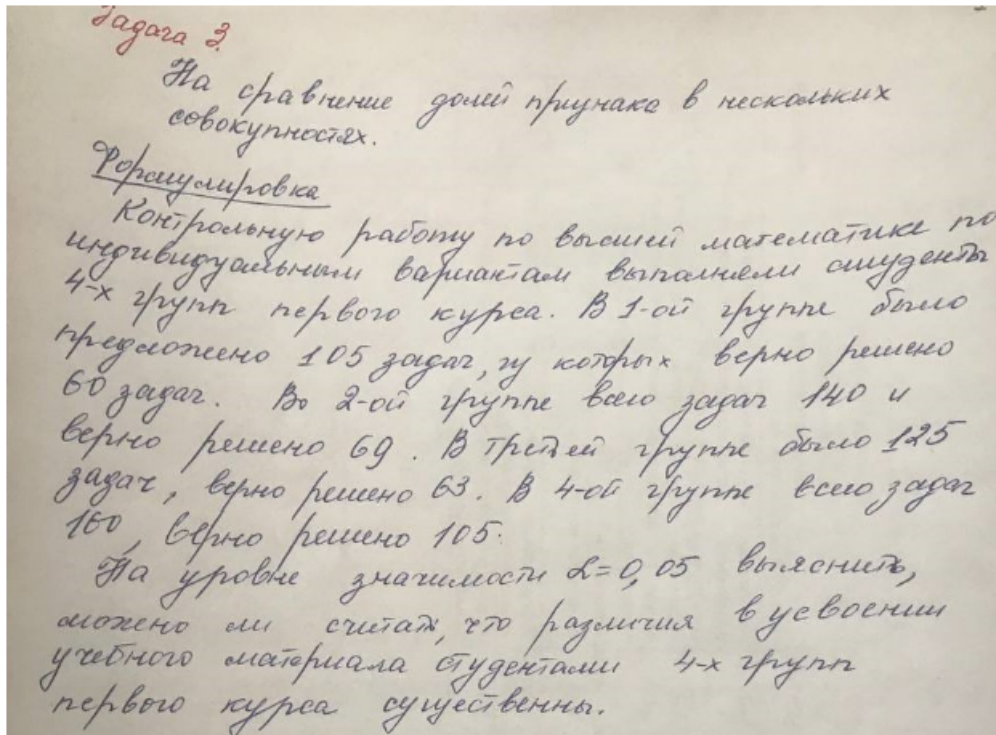 Задача 3.
На сравнение долей признака в нескольких
совокупностях.
Формулировка
Контрольную работу по высшей математике по
индивидуальным вариантам выполняли студенты
4-х групп первого курса. В 1-ой группе было
предложено 105 задач, из которых верно решено
60 задач. Во 2-ой группе всего задач 140 и
верно решено 69. В третьей группе было 125
задач, верно решено 63. В 4-ой группе всего задач
160, верно решено 105.
На уровне значимости α=0,05 выяснить,
можно ли считать, что различия в усвоении
учебного материала студентами 4-х групп
первого курса существенны.